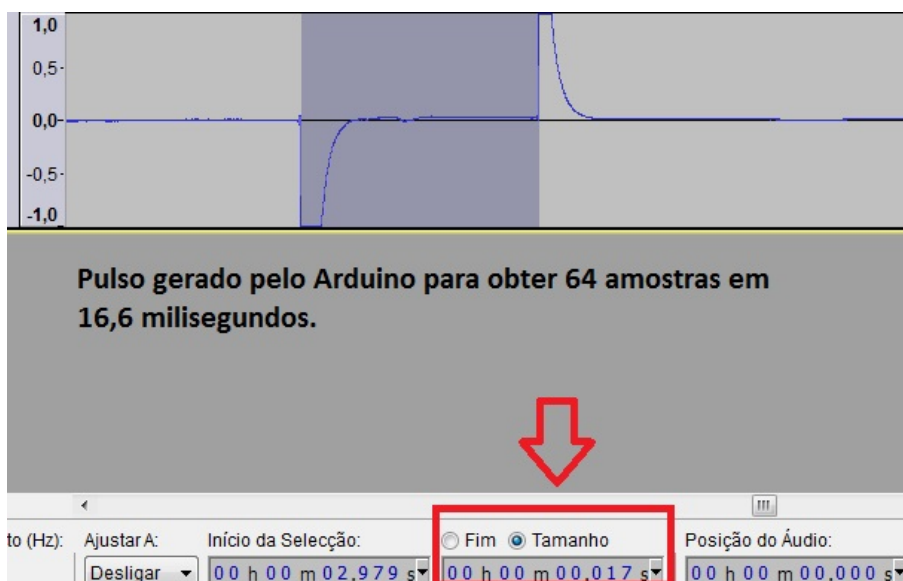 1,0
0,5
0,0
-0,5
-1,0
Pulso gerado pelo Arduino para obter 64 amostras em
16,6 milisegundos.
to (Hz): Ajustar A: Início da Selecção: Fim Tamanho Posição do Áudio:
Desligar 00 h 00 m 02,979 s 00 h 00 m 00,017 s 00 h 00 m 00,000 s